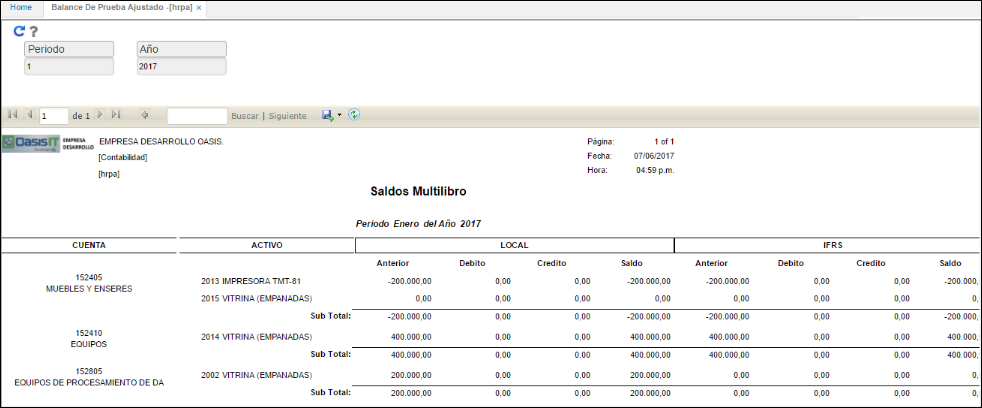 Home Balance De Prueba Ajustado -[hrpa] ×
Periodo Año
1 2017
1 de 1 Buscar | Siguiente
OasisIT EMPRESA DESARROLLO EMPRESA DESARROLLO OASIS. Página: 1 of 1
[Contabilidad] Fecha: 07/06/2017
[hrpa] Hora: 04:59 p.m.
Saldos Multilibro
Periodo Enero del Año 2017
CUENTA ACTIVO LOCAL IFRS
Anterior Debito Credito Saldo Anterior Debito Credito Saldo
152405
MUEBLES Y ENSERES
2013 IMPRESORA TMT-81 -200.000,00 0,00 0,00 -200.000,00 -200.000,00 0,00 0,00 -200.000,
2015 VITRINA (EMPANADAS) 0,00 0,00 0,00 0,00 0,00 0,00 0,00 0,
Sub Total: -200.000,00 0,00 0,00 -200.000,00 -200.000,00 0,00 0,00 -200.000,
152410
EQUIPOS
2014 VITRINA (EMPANADAS) 400.000,00 0,00 0,00 400.000,00 400.000,00 0,00 0,00 400.000,
Sub Total: 400.000,00 0,00 0,00 400.000,00 400.000,00 0,00 0,00 400.000,
152805
EQUIPOS DE PROCESAMIENTO DE DA
2002 VITRINA (EMPANADAS) 200.000,00 0,00 0,00 200.000,00 0,00 0,00 0,00 0,
Sub Total: 200.000,00 0,00 0,00 200.000,00 0,00 0,00 0,00 0,